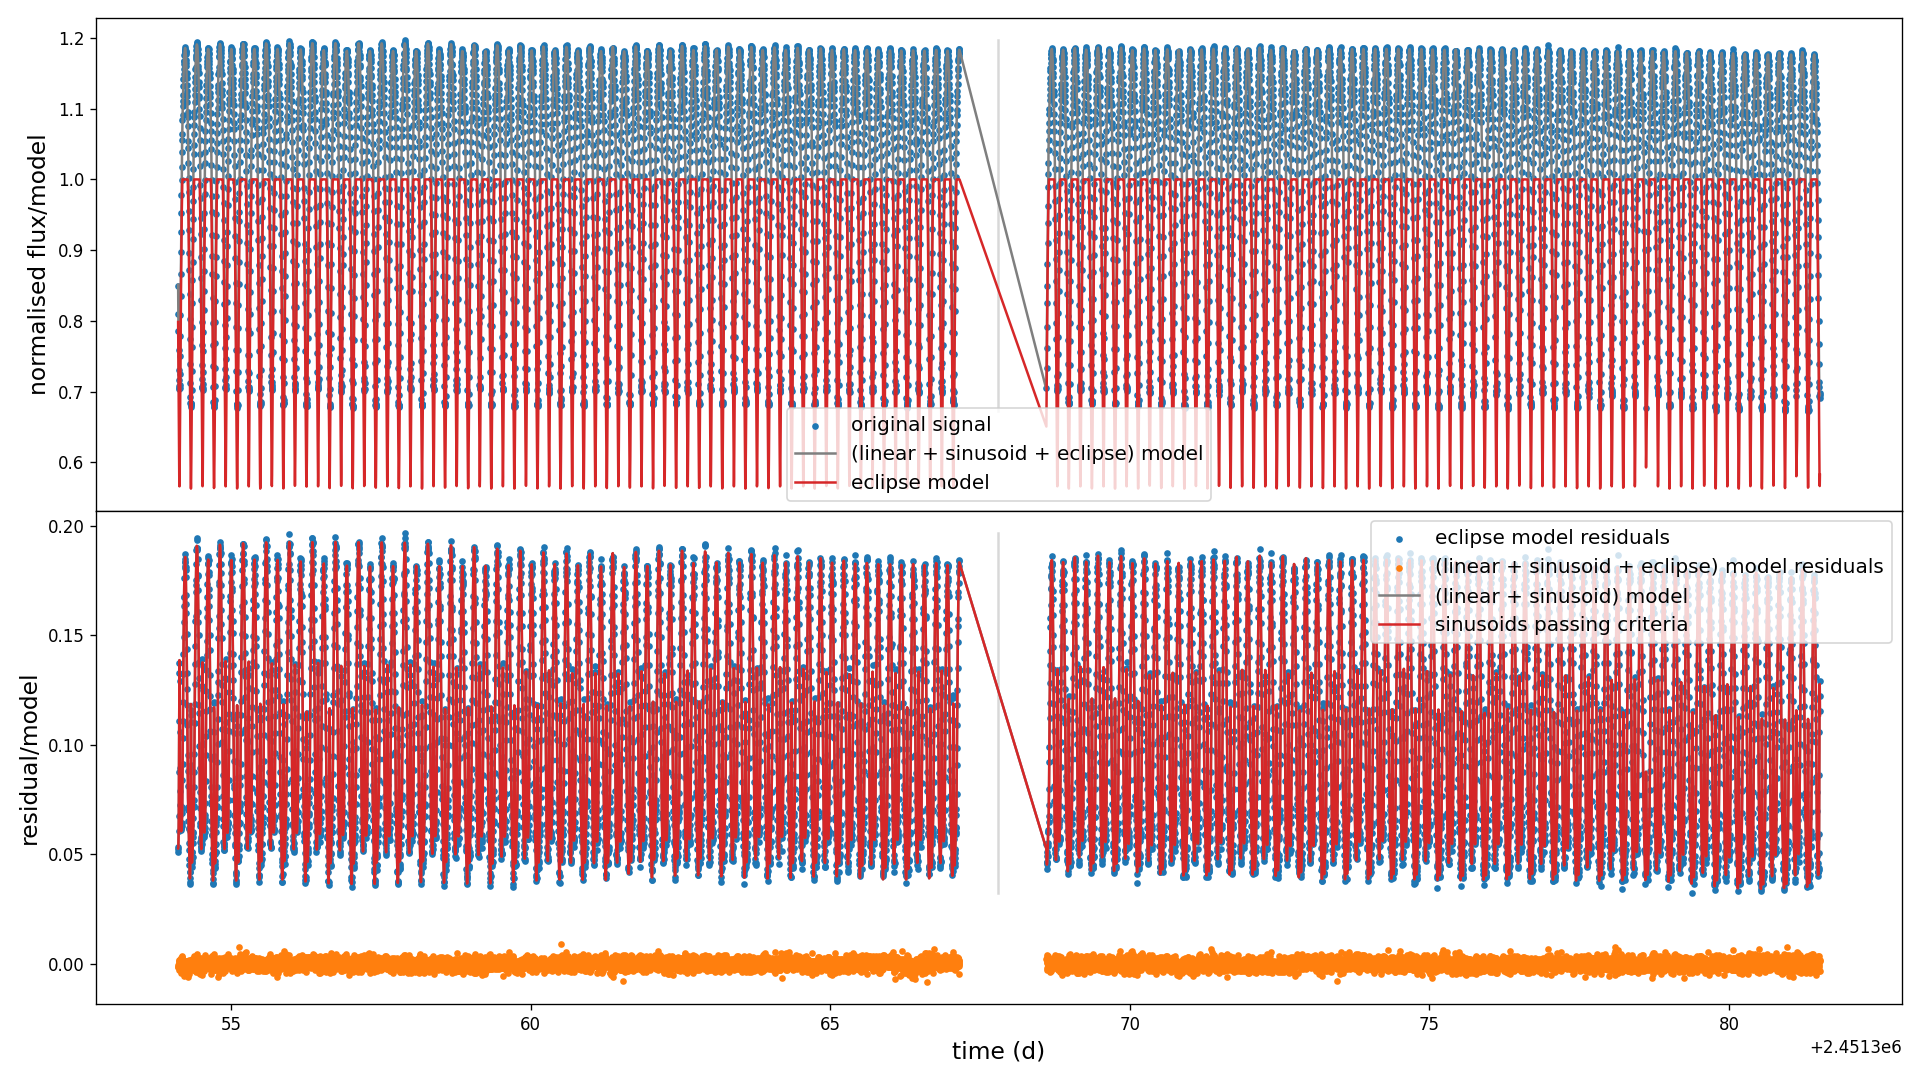 1.2
1.1
1.0
0.9
0.8
0.7
0.6
normalised flux/model
original signal
(linear + sinusoid + eclipse) model
eclipse model
0.20
0.15
0.10
0.05
0.00
residual/model
eclipse model residuals
(linear + sinusoid + eclipse) model residuals
(linear + sinusoid) model
sinusoids passing criteria
55 60 65 70 75 80
time (d)
+2.4513e6